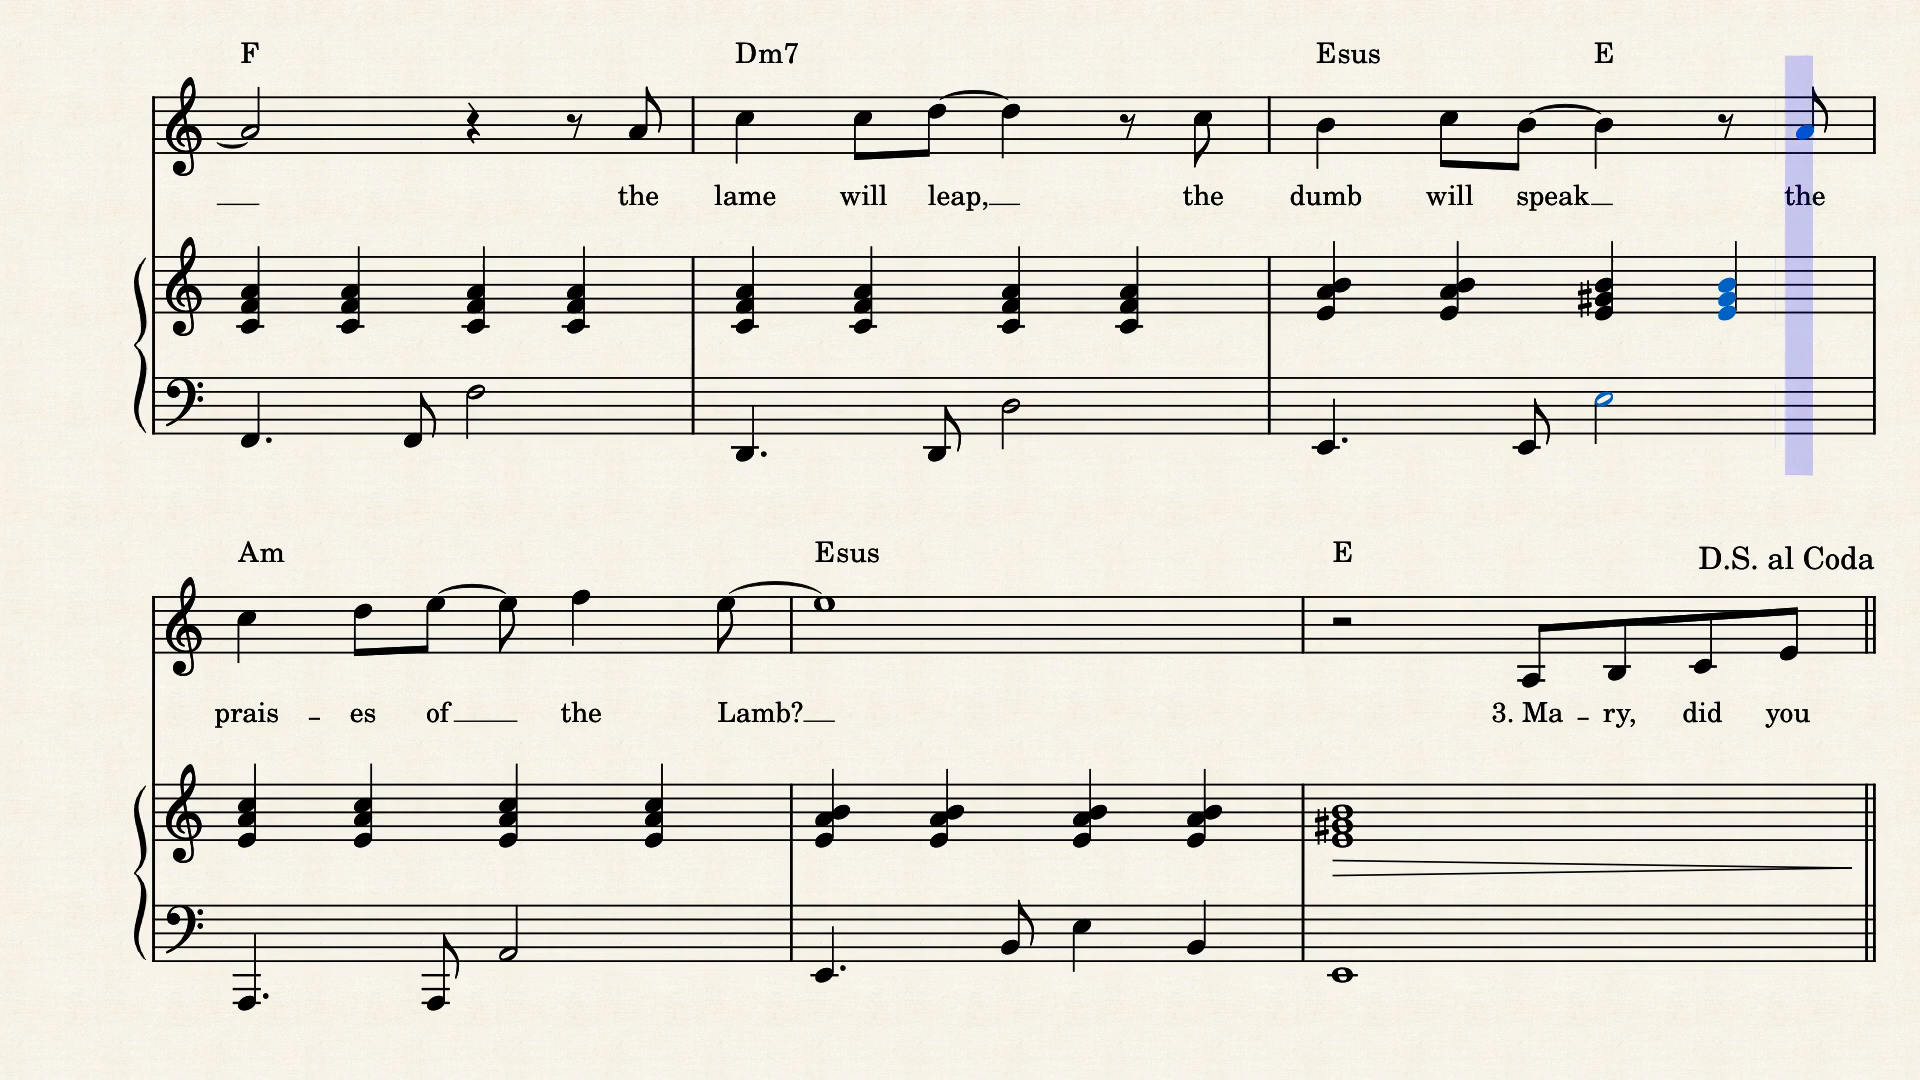 F Dm7 Esus E
the lame will leap, the dumb will speak the
Am Esus E D.S. al Coda
prais - es of the Lamb? 3. Ma - ry, did you